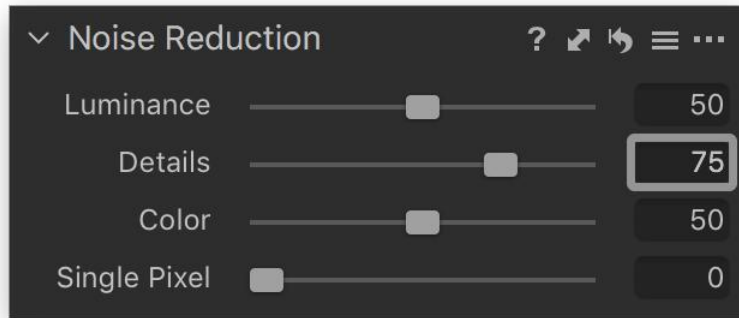 Noise Reduction ?
Luminance 50
Details 75
Color 50
Single Pixel 0